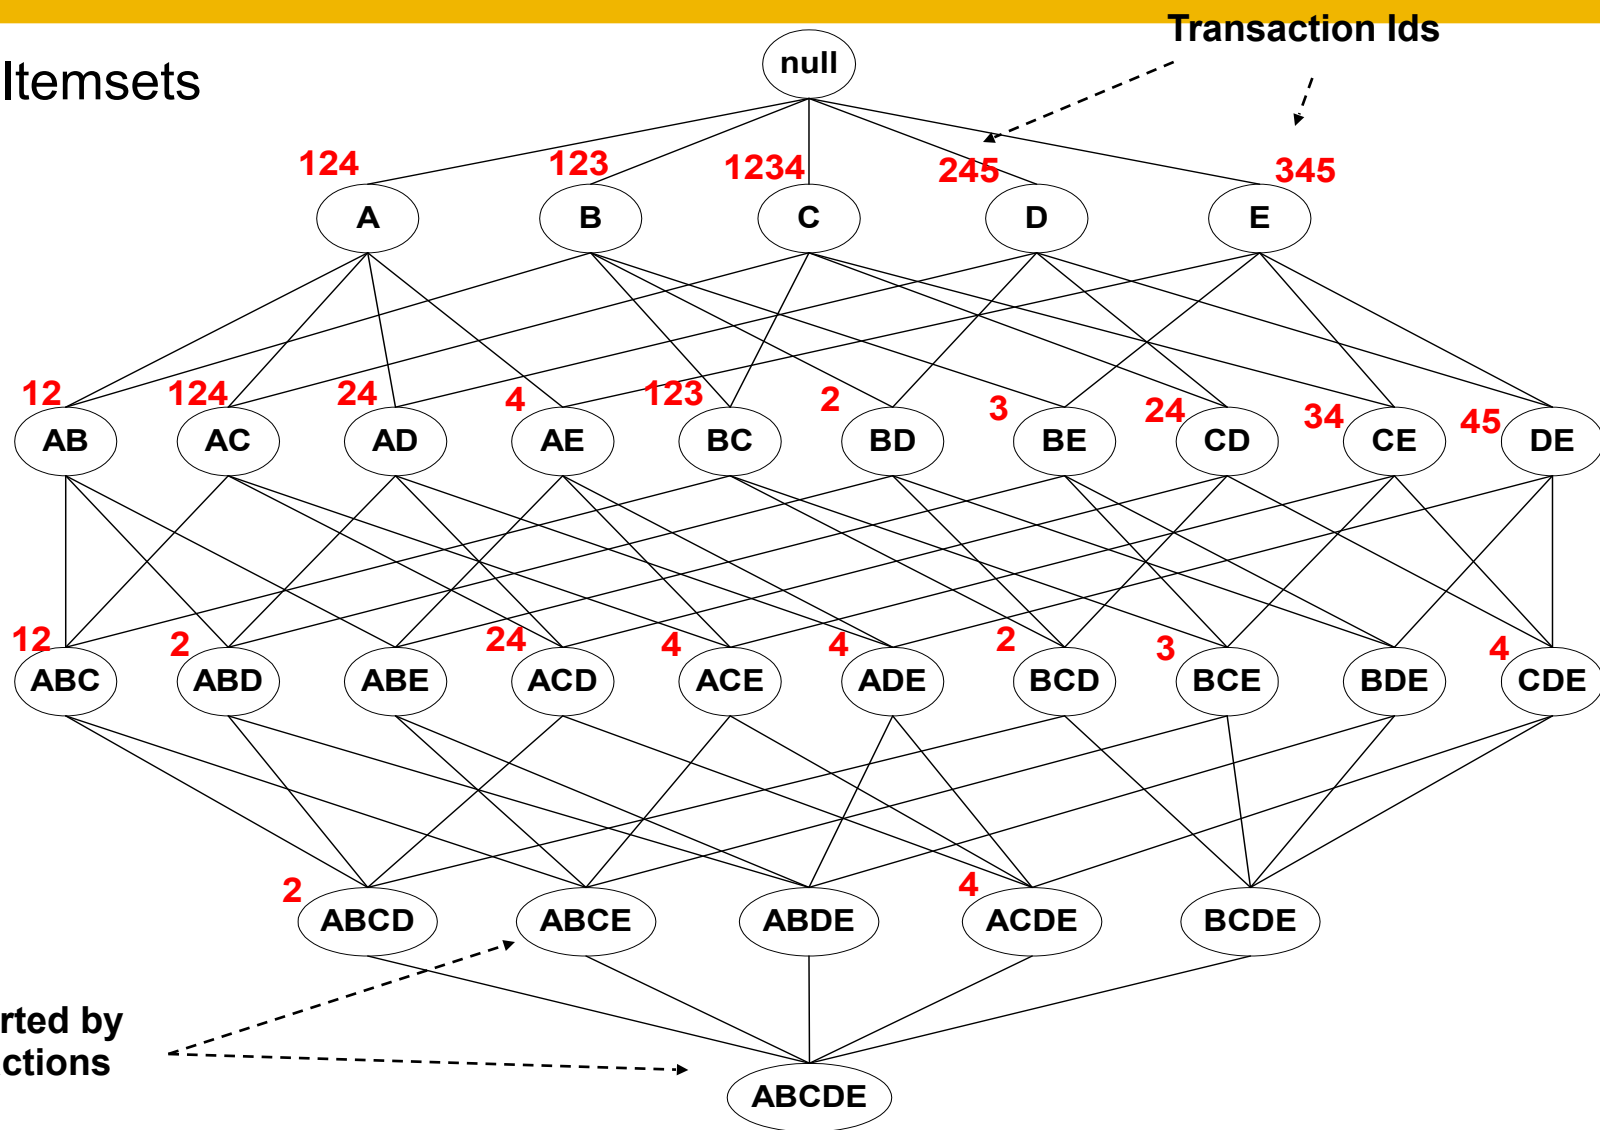 Transaction Ids
Itemsets
null
124 123 1234 245 345
A B C D E
12 124 24 4 123 2 3 24 34 45
AB AC AD AE BC BD BE CD CE DE
12 2 24 4 4 2 3 4
ABC ABD ABE ACD ACE ADE BCD BCE BDE CDE
2 4
ABCD ABCE ABDE ACDE BCDE
rted by
ctions
ABCDE